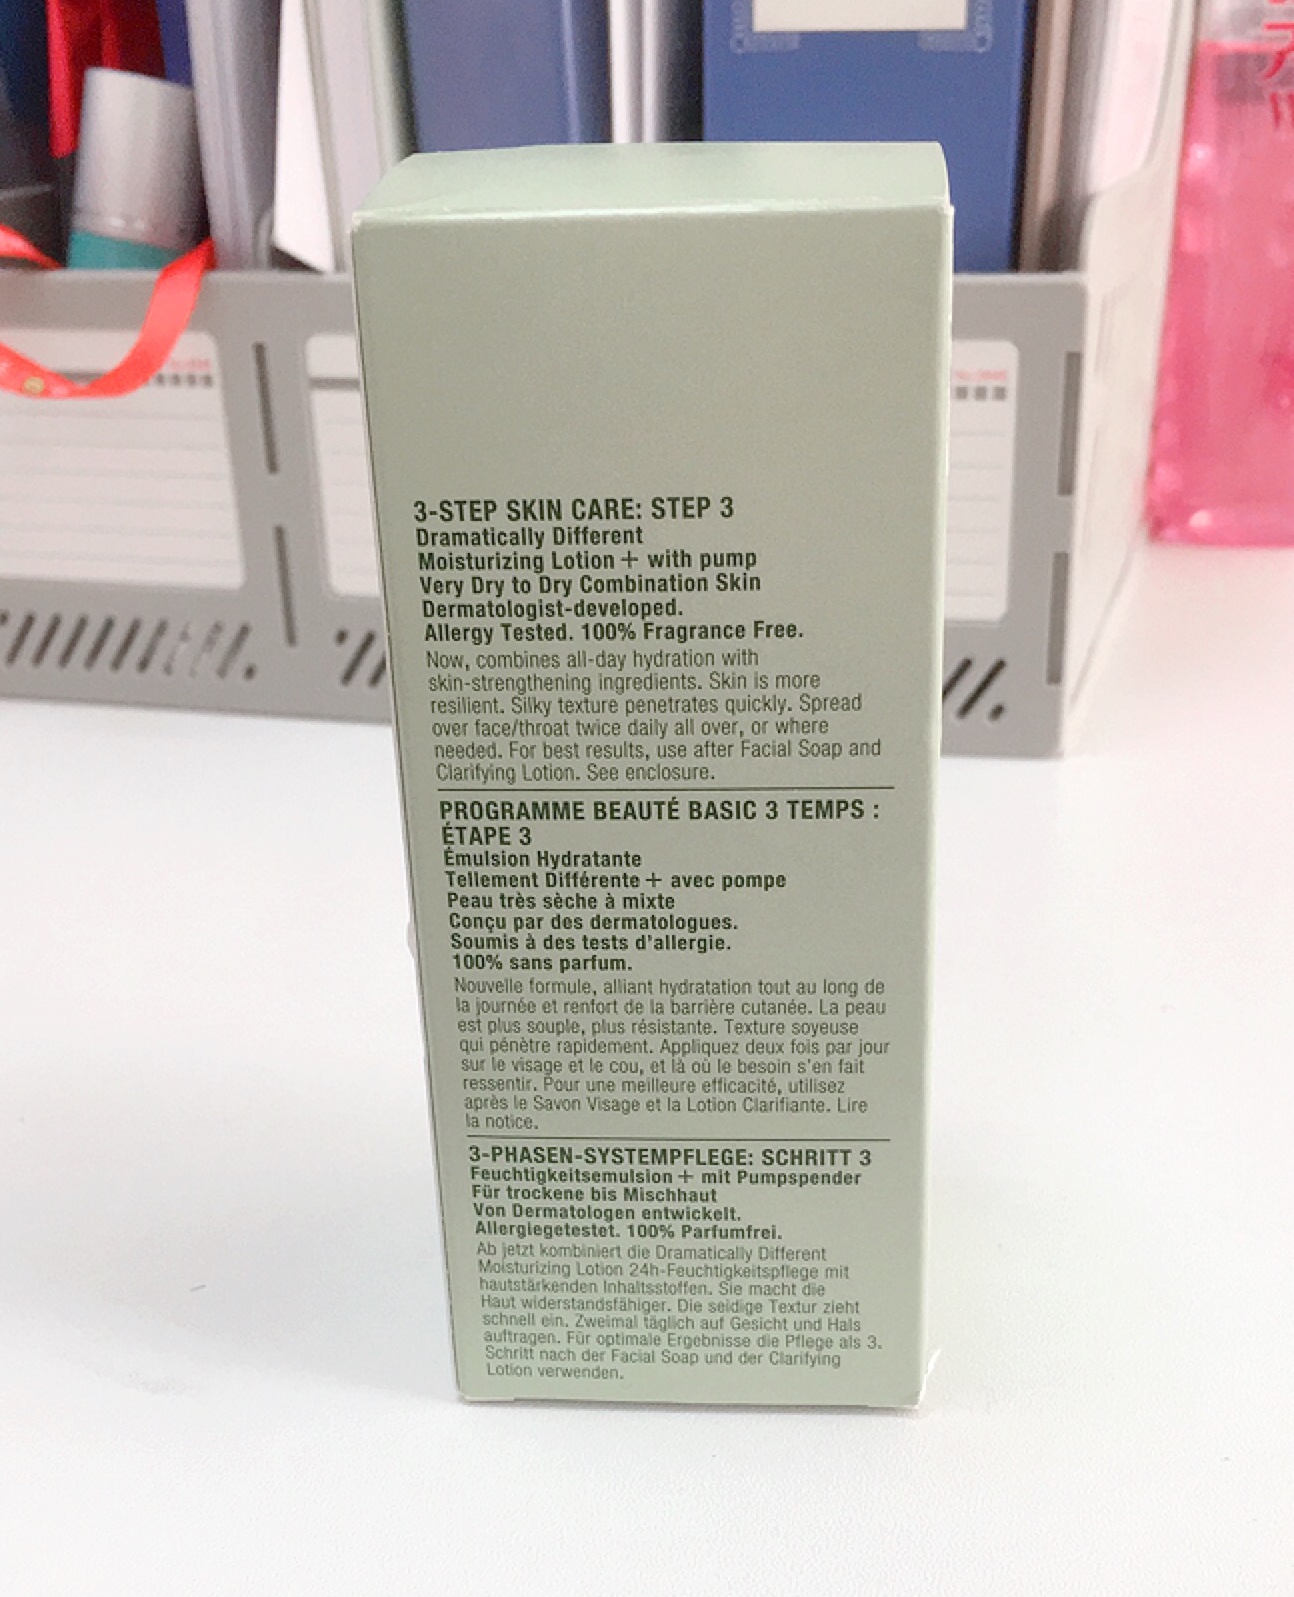 3-STEP SKIN CARE: STEP 3
Dramatically Different
Moisturizing Lotion + with pump
Very Dry to Dry Combination Skin
Dermatologist-developed.
Allergy Tested. 100% Fragrance Free.
Now, combines all-day hydration with
skin-strengthening ingredients. Skin is more
resilient. Silky texture penetrates quickly. Spread
over face/throat twice daily all over, or where
needed. For best results, use after Facial Soap and
Clarifying Lotion. See enclosure.
PROGRAMME BEAUTÉ BASIC 3 TEMPS :
ÉTAPE 3
Émulsion Hydratante
Tellement Différente + avec pompe
Peau très sèche à mixte
Conçu par des dermatologues.
Soumis à des tests d'allergie.
100% sans parfum.
Nouvelle formule, alliant hydratation tout au long de
la journée et renfort de la barrière cutanée. La peau
est plus souple, plus résistante. Texture soyeuse
qui pénètre rapidement. Appliquez deux fois par jour
sur le visage et le cou, et là où le besoin s'en fait
ressentir. Pour une meilleure efficacité, utilisez
après le Savon Visage et la Lotion Clarifiante. Lire
la notice.
3-PHASEN-SYSTEMPFLEGE: SCHRITT 3
Feuchtigkeitsemulsion + mit Pumpspender
Für trockene bis Mischhaut
Von Dermatologen entwickelt.
Allergiegetestet. 100% Parfumfrei.
Ab jetzt kombiniert die Dramatically Different
Moisturizing Lotion 24h-Feuchtigkeitspflege mit
hautstärkenden Inhaltsstoffen. Sie macht die
Haut widerstandsfähiger. Die seidige Textur zieht
schnell ein. Zweimal täglich auf Gesicht und Hals
auftragen. Für optimale Ergebnisse die Pflege als 3.
Schritt nach der Facial Soap und der Clarifying
Lotion verwenden.